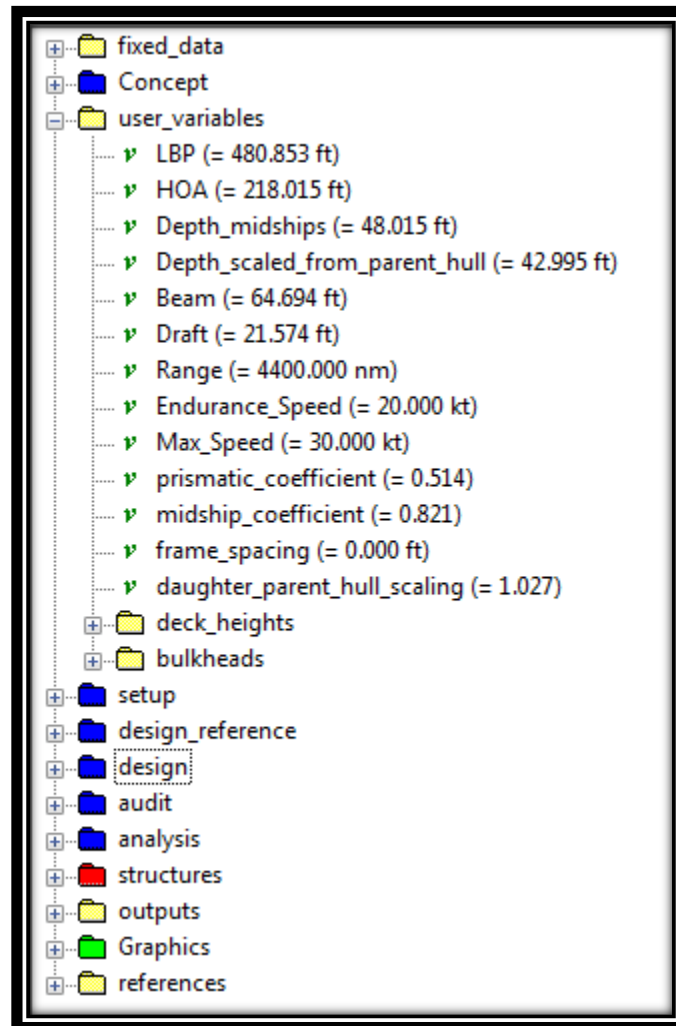 fixed_data
Concept
user_variables
v LBP (= 480.853 ft)
v HOA (= 218.015 ft)
v Depth_midships (= 48.015 ft)
v Depth_scaled_from_parent_hull (= 42.995 ft)
v Beam (= 64.694 ft)
v Draft (= 21.574 ft)
v Range (= 4400.000 nm)
v Endurance_Speed (= 20.000 kt)
v Max_Speed (= 30.000 kt)
v prismatic_coefficient (= 0.514)
v midship_coefficient (= 0.821)
v frame_spacing (= 0.000 ft)
v daughter_parent_hull_scaling (= 1.027)
deck_heights
bulkheads
setup
design_reference
design
audit
analysis
structures
outputs
Graphics
references